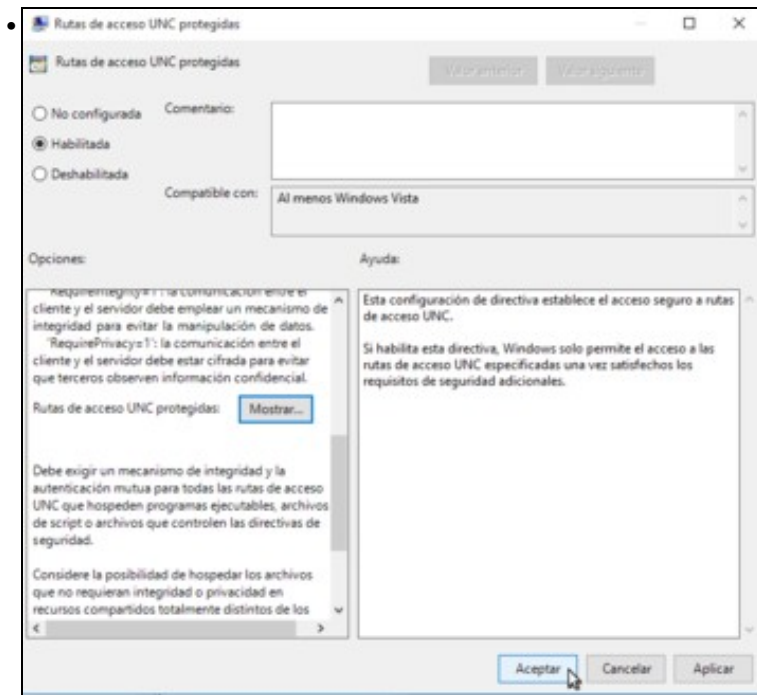 Rutas de acceso UNC protegidas
Rutas de acceso UNC protegidas
Valor anterior
Valor siguiente
No configurada
Habilitada
Deshabilitada
Comentario:
Compatible con:
Al menos Windows Vista
Opciones:
Ayuda:
'RequireIntegrity=1': la comunicación entre el
cliente y el servidor debe emplear un mecanismo de
integridad para evitar la manipulación de datos.
'RequirePrivacy=1': la comunicación entre el
cliente y el servidor debe estar cifrada para evitar
que terceros observen información confidencial.
Rutas de acceso UNC protegidas:
Mostrar...
Debe exigir un mecanismo de integridad y la
autenticación mutua para todas las rutas de acceso
UNC que hospeden programas ejecutables, archivos
de script o archivos que controlen las directivas de
seguridad.
Considere la posibilidad de hospedar los archivos
que no requieran integridad o privacidad en
recursos compartidos totalmente distintos de los
Esta configuración de directiva establece el acceso seguro a rutas
de acceso UNC.
Si habilita esta directiva, Windows solo permite el acceso a las
rutas de acceso UNC especificadas una vez satisfechos los
requisitos de seguridad adicionales.
Aceptar
Cancelar
Aplicar